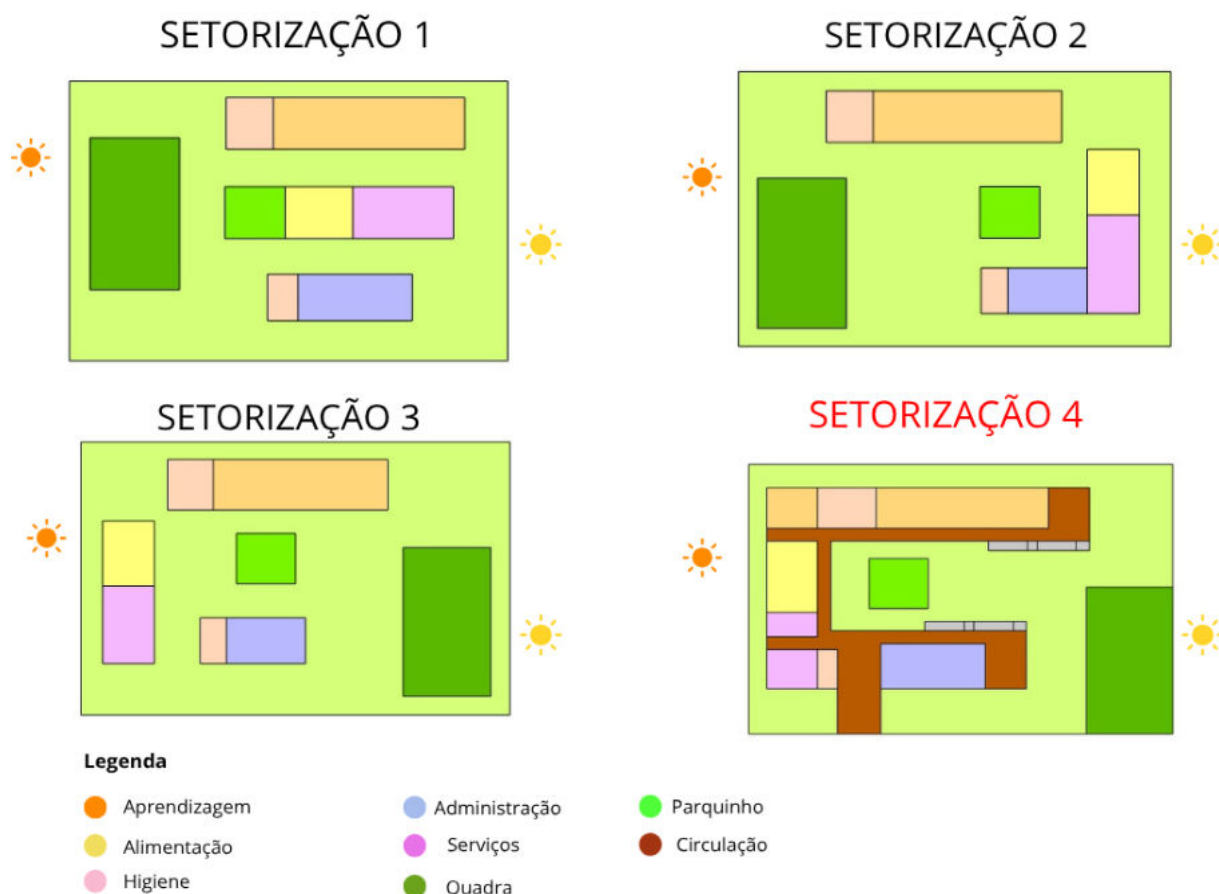 SETORIZAÇÃO 1
SETORIZAÇÃO 2
SETORIZAÇÃO 3
SETORIZAÇÃO 4
Legenda
Aprendizagem
Alimentação
Higiene
Administração
Serviços
Quadra
Parquinho
Circulação